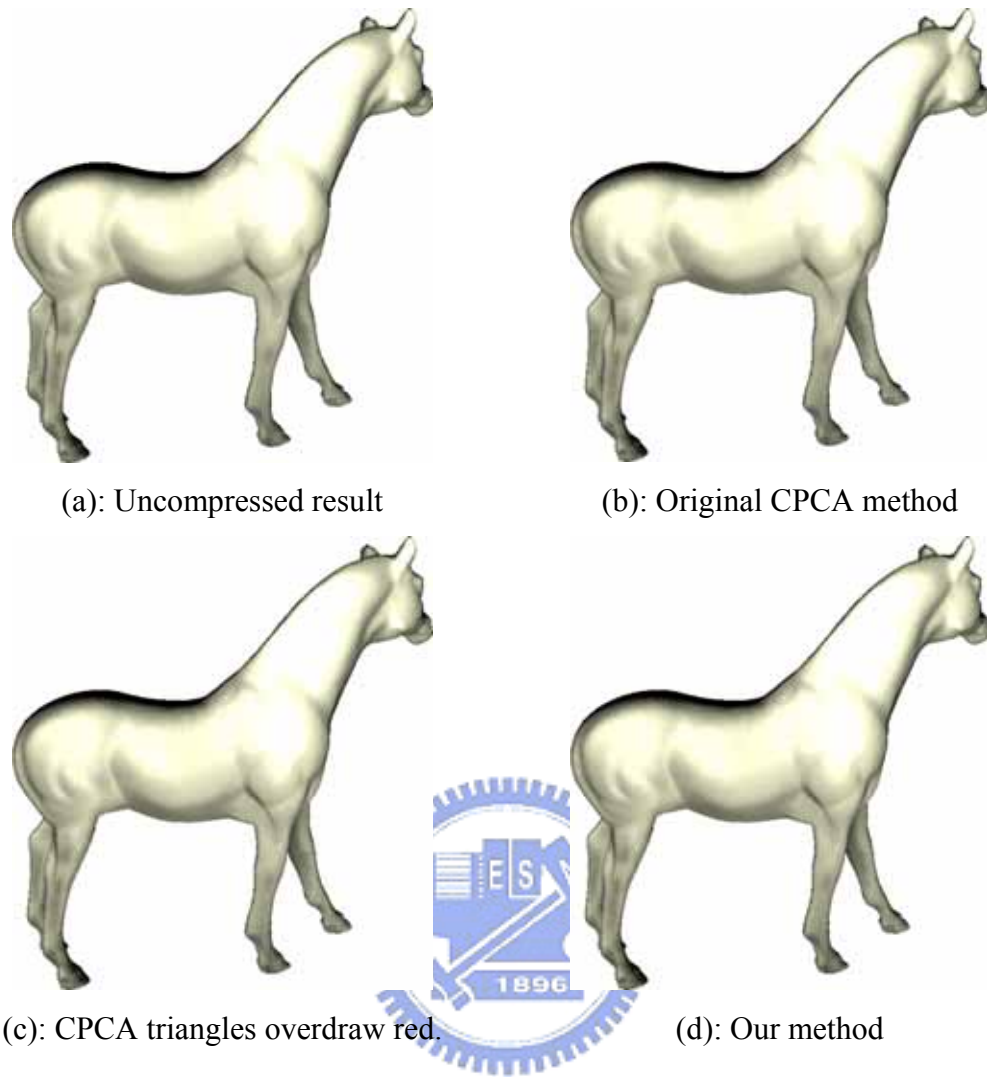 (a): Uncompressed result
(b): Original CPCA method
E S
1896
(c): CPCA triangles overdraw red.
(d): Our method